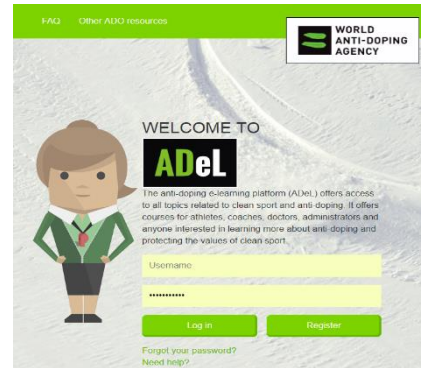 FAQ Other ADO resources
WORLD
ANTI-DOPING
AGENCY
WELCOME TO
ADeL
The anti-doping e-learning platform (ADeL) offers access
to all topics related to clean sport and anti-doping. It offers
courses for athletes, coaches, doctors, administrators and
anyone interested in learning more about anti-doping and
protecting the values of clean sport.
Username
•••••••••••
Log in Register
Forgot your password?
Need help?